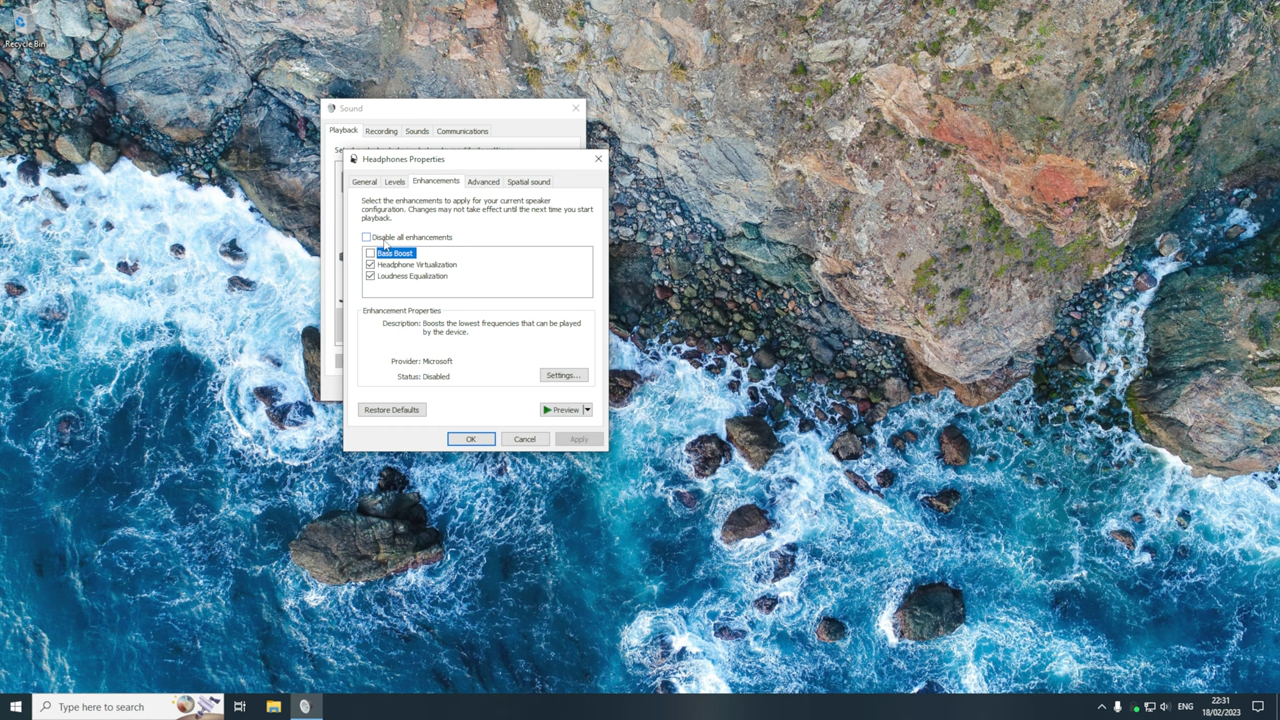 Recycle Bin
Sound
Playback
Recording
Sounds
Communications
Headphones Properties
General
Levels
Enhancements
Advanced
Spatial sound
Select the enhancements to apply for your current speaker
configuration. Changes may not take effect until the next time you start
playback.
Disable all enhancements
Bass Boost
Headphone Virtualization
Loudness Equalization
Enhancement Properties
Description: Boosts the lowest frequencies that can be played
by the device.
Provider: Microsoft
Status: Disabled
Settings...
Restore Defaults
Preview
OK
Cancel
Apply
Type here to search
ENG
22:31
18/02/2023